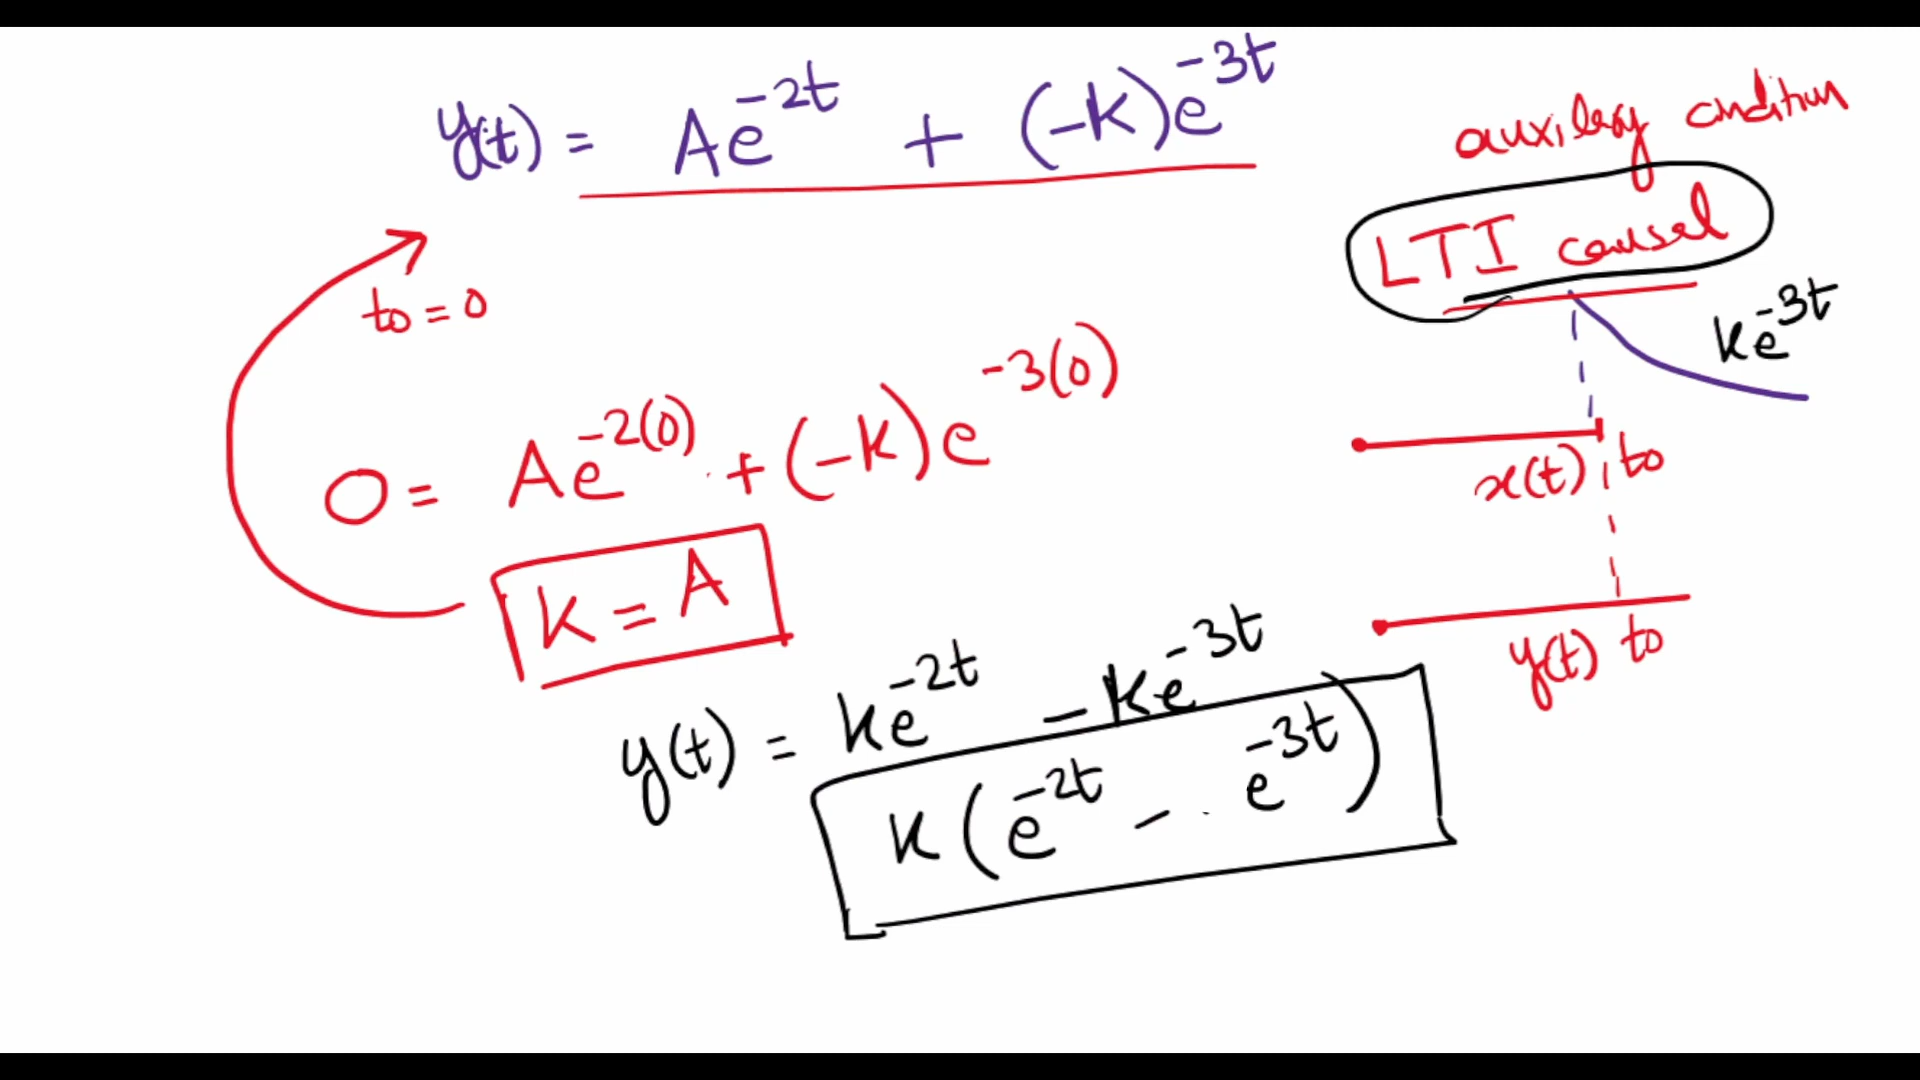 y(t) = Ae^{-2t} + (-k)e^{-3t}
auxilery condition
LTI causal
ke^{-3t}
to = 0
0 = Ae^{-2(0)} + (-k)e^{-3(0)}
x(t), to
k = A
y(t) to
y(t) = ke^{-2t} - ke^{-3t}
k(e^{-2t} - e^{-3t})